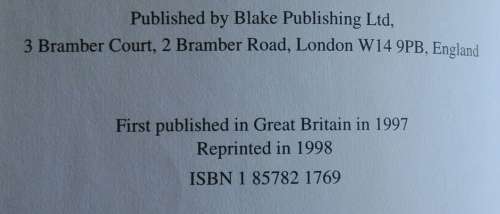 Published by Blake Publishing Ltd,
3 Bramber Court, 2 Bramber Road, London W14 9PB, England
First published in Great Britain in 1997
Reprinted in 1998
ISBN 1 85782 1769